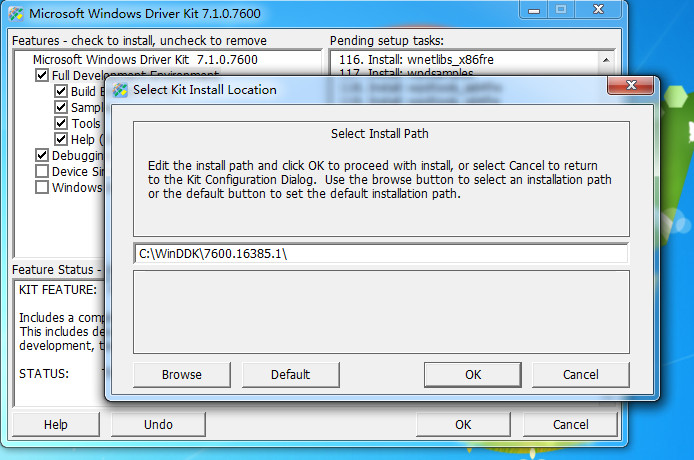 Microsoft Windows Driver Kit 7.1.0.7600
Features - check to install, uncheck to remove
Pending setup tasks:
Microsoft Windows Driver Kit 7.1.0.7600
116. Install: wnetlibs_x86fre
Full Development Environment
117. Install: wpdsamples
Build
Sampl
Tools
Help (
Debuggin
Device Sir
Windows
Select Kit Install Location
Select Install Path
Edit the install path and click OK to proceed with install, or select Cancel to return
to the Kit Configuration Dialog. Use the browse button to select an installation path
or the default button to set the default installation path.
C:\WinDDK\7600.16385.1\
Browse
Default
OK
Cancel
Feature Status -
KIT FEATURE:
Includes a comp
This includes de
development, t
STATUS:
Help
Undo
OK
Cancel